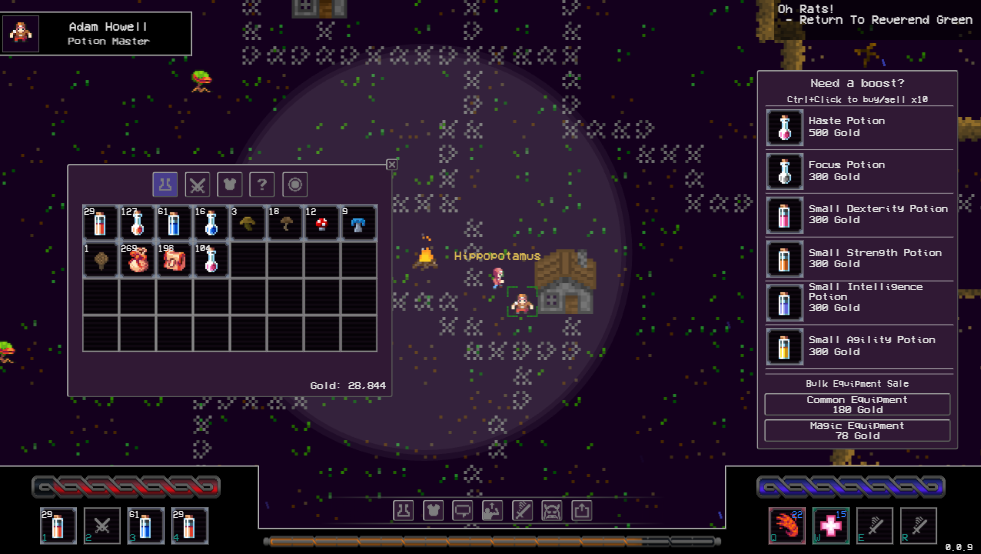 Adam Howell
Potion Master
Oh Rats!
- Return To Reverend Green
Need a boost?
Ctrl+Click to buy/sell x10
Haste Potion
500 Gold
Focus Potion
300 Gold
Small Dexterity Potion
300 Gold
Small Strength Potion
300 Gold
Small Intelligence
Potion
300 Gold
Small Agility Potion
300 Gold
Bulk Equipment Sale
Common Equipment
180 Gold
Magic Equipment
78 Gold
?
29 127 61 16 3 18 12 9
1 269 198 104
Gold: 28,844
Hippopotamus
29 61 29
1 2 3 4
22 15
Q W E R
0.0.9